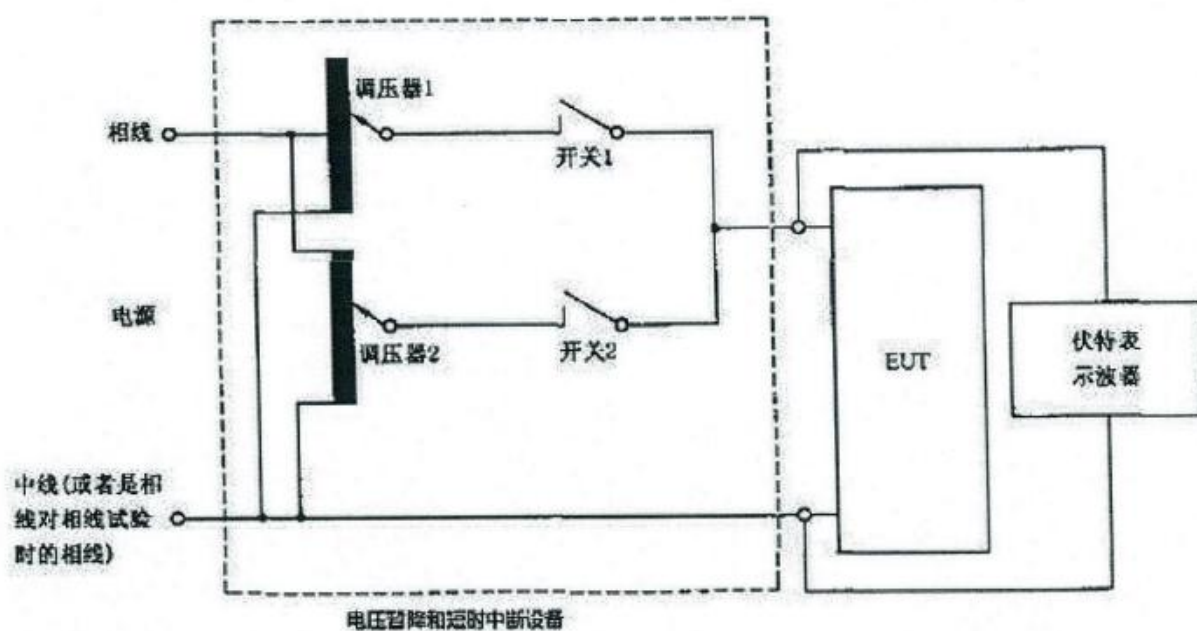 调压器1
相线
开关1
电源
调压器2
开关2
EUT
伏特表
示波器
中线(或者是相
线对相线试验
时的相线)
电压暂降和短时中断设备